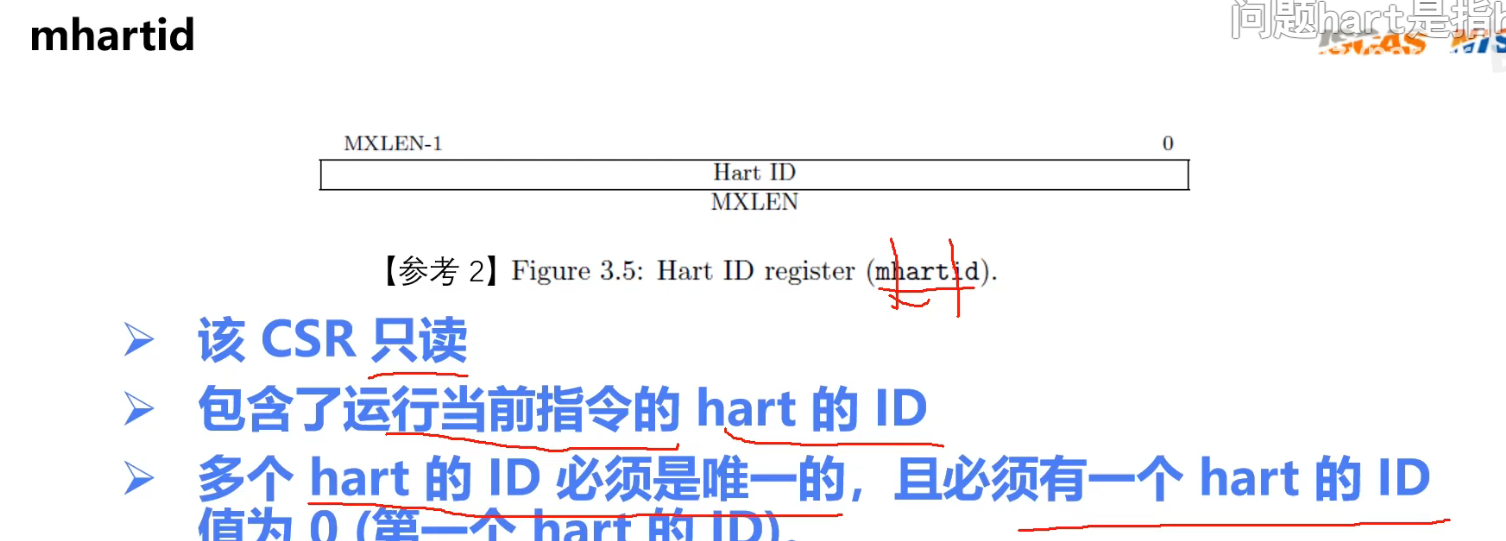 mhartid
问题hart是指
MXLEN-1 0
Hart ID
MXLEN
【参考 2】Figure 3.5: Hart ID register (mhartid).
➢ 该 CSR 只读
➢ 包含了运行当前指令的 hart 的 ID
➢ 多个 hart 的 ID 必须是唯一的，且必须有一个 hart 的 ID
值为 0 (第一个 hart 的 ID)。